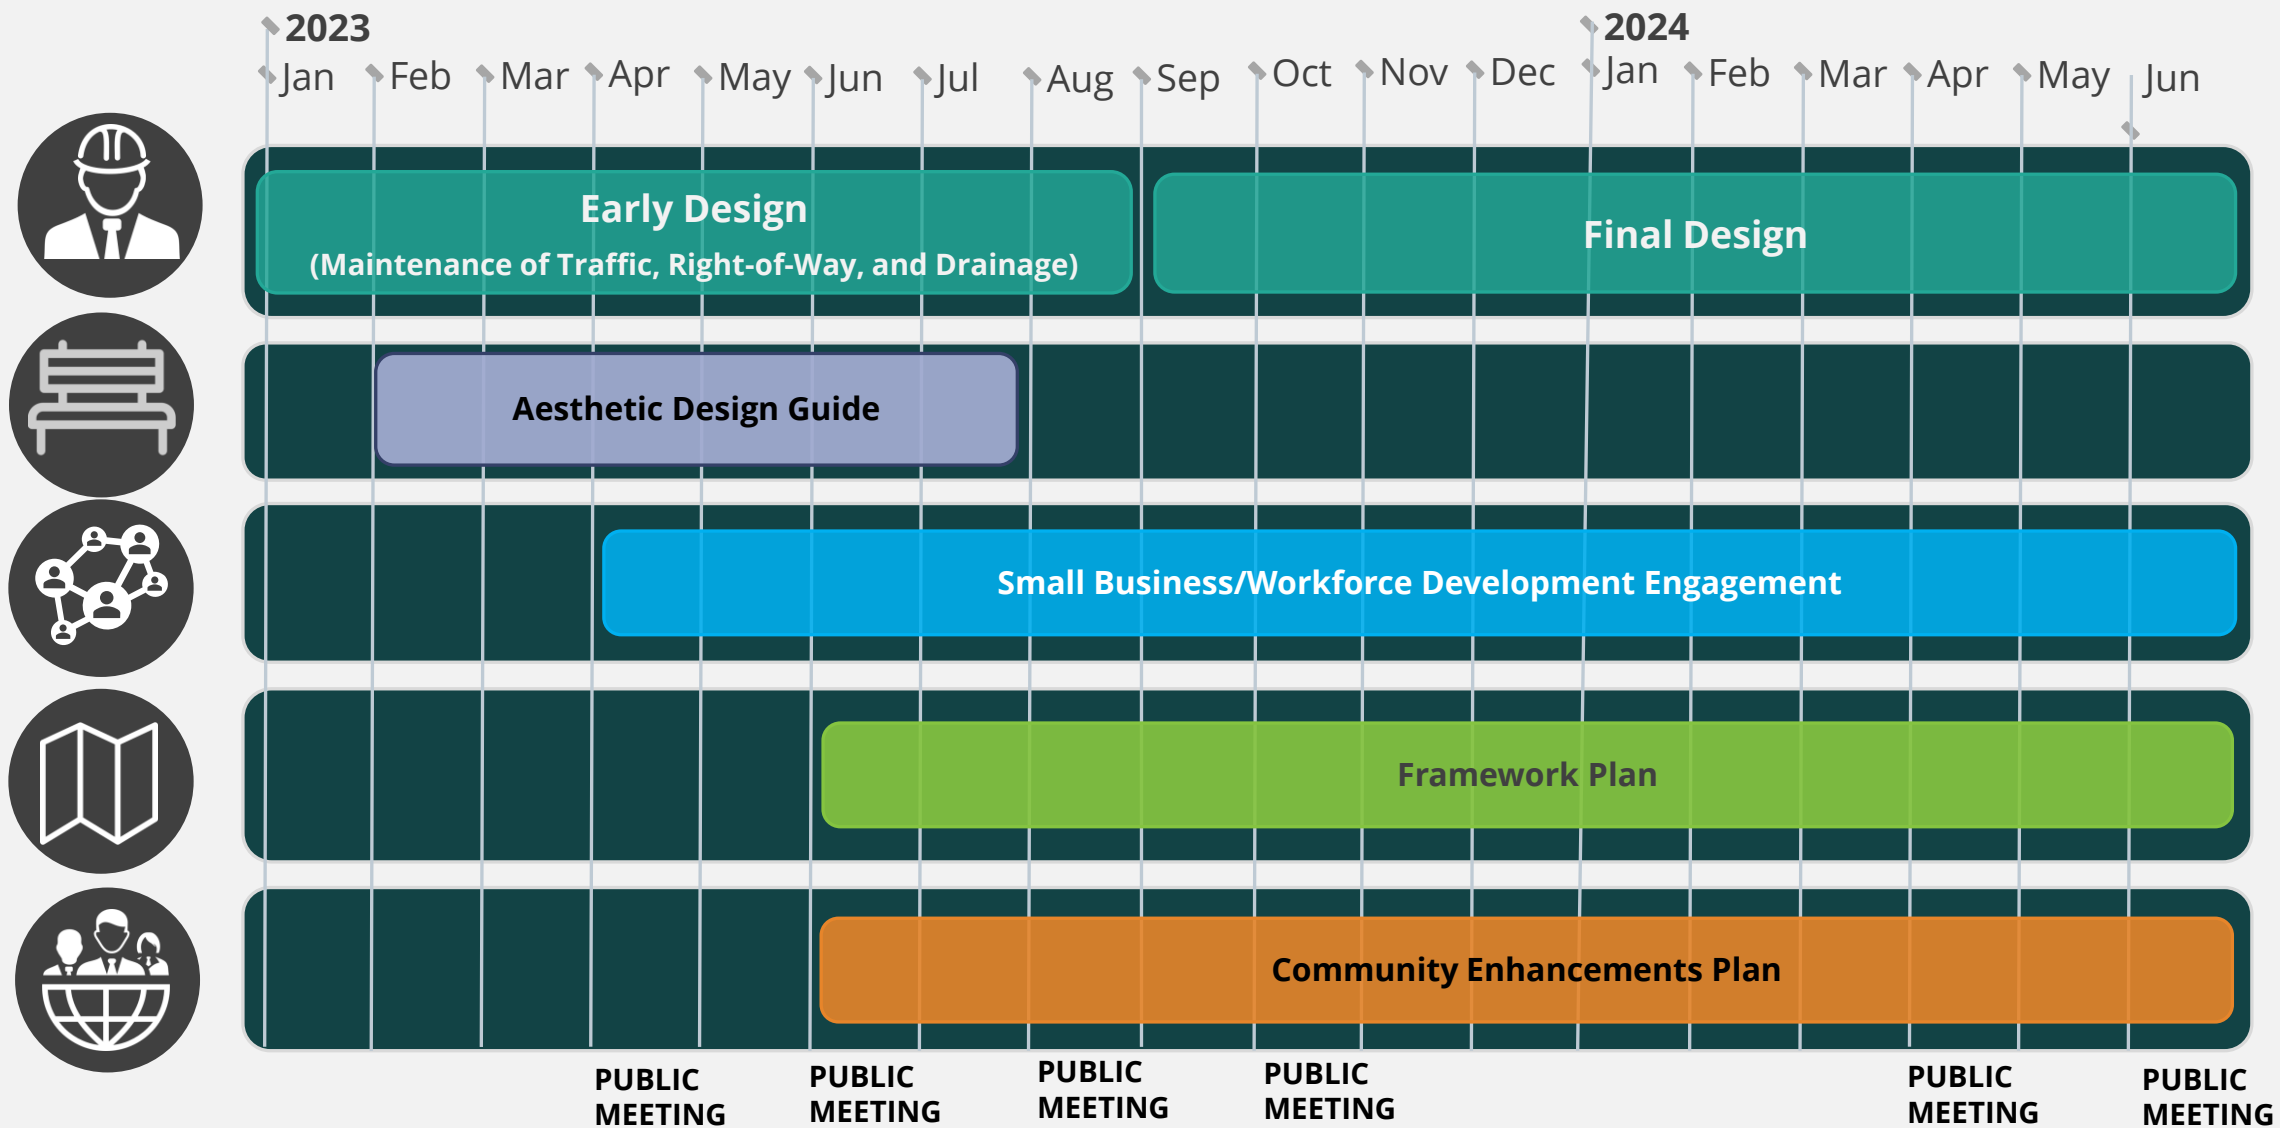 2023
2024
Jan
Feb
Mar
Apr
May
Jun
Jul
Aug
Sep
Oct
Nov
Dec
Jan
Feb
Mar
Apr
May
Jun
Early Design
(Maintenance of Traffic, Right-of-Way, and Drainage)
Final Design
Aesthetic Design Guide
Small Business/Workforce Development Engagement
Framework Plan
Community Enhancements Plan
PUBLIC
MEETING
PUBLIC
MEETING
PUBLIC
MEETING
PUBLIC
MEETING
PUBLIC
MEETING
PUBLIC
MEETING